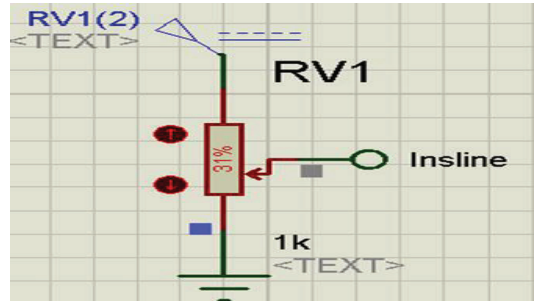 RV1(2)
<TEXT>
RV1
31%
Insline
1k
<TEXT>